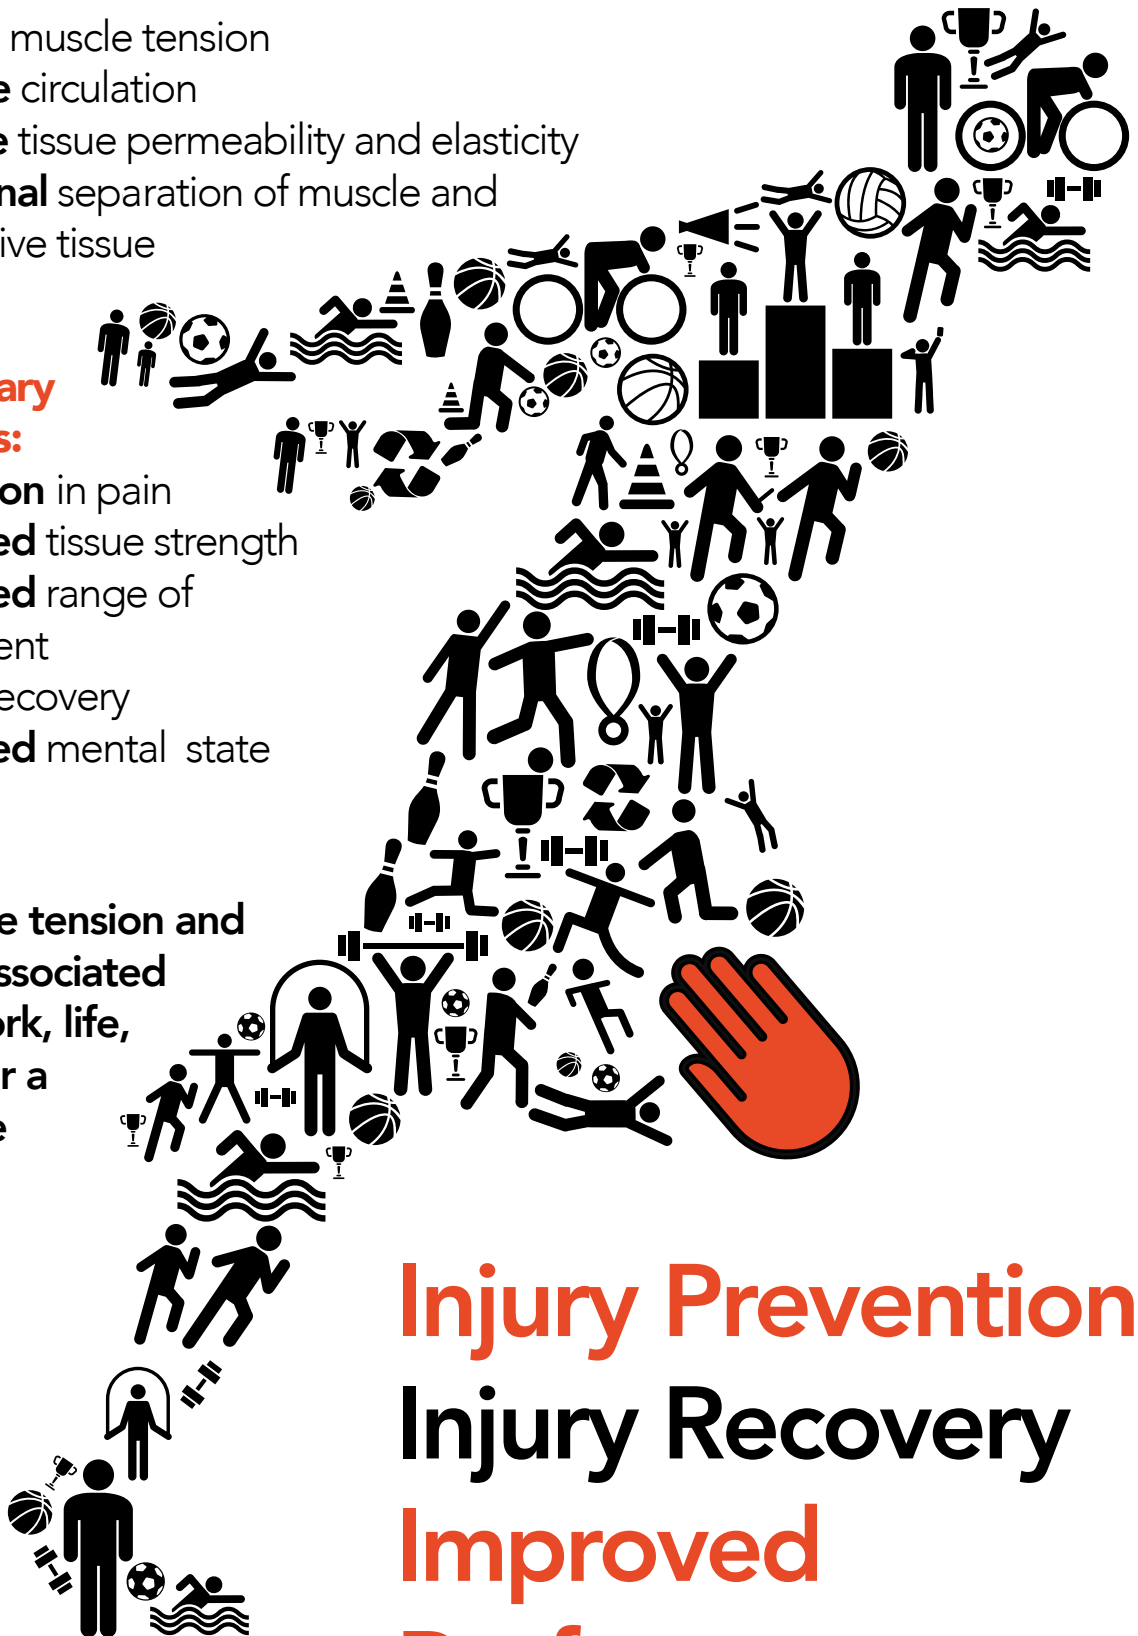 muscle tension
e circulation
e tissue permeability and elasticity
nal separation of muscle and
ive tissue
ary
s:
on in pain
ed tissue strength
ed range of
ent
ecovery
ed mental state
e tension and
ssociated
ork, life,
r a
e
Injury Prevention
Injury Recovery
Improved